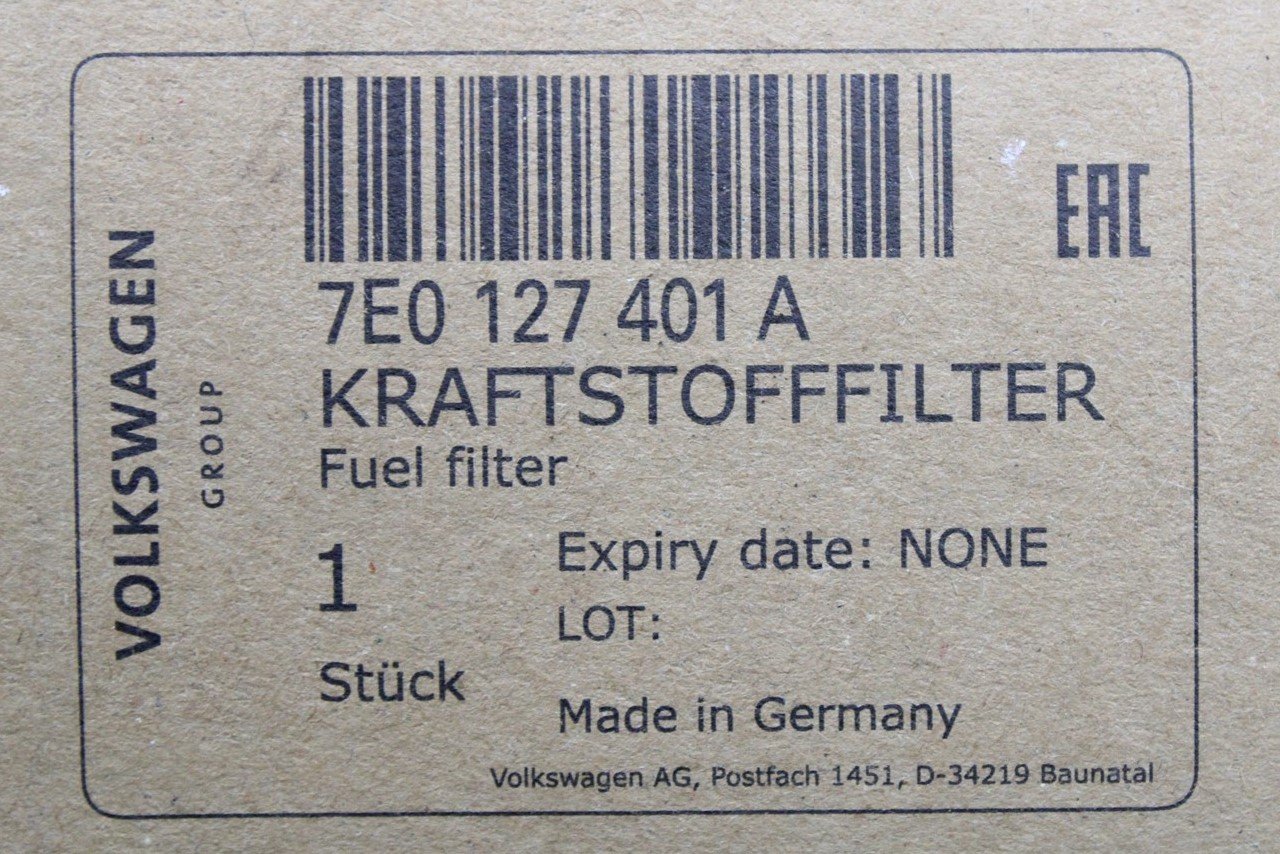 VOLKSWAGEN
GROUP
EAC
7E0 127 401 A
KRAFTSTOFFFILTER
Fuel filter
1
Stück
Expiry date: NONE
LOT:
Made in Germany
Volkswagen AG, Postfach 1451, D-34219 Baunatal